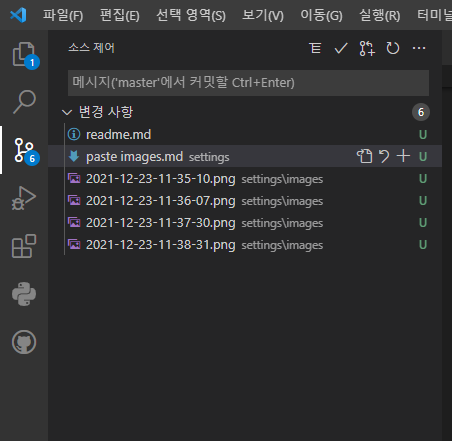 파일(F) 편집(E) 선택 영역(S) 보기(V) 이동(G) 실행(R) 터미널
소스 제어
1
메시지('master'에서 커밋할 Ctrl+Enter)
변경 사항 6
readme.md U
6
paste images.md settings U
2021-12-23-11-35-10.png settings\images U
2021-12-23-11-36-07.png settings\images U
2021-12-23-11-37-30.png settings\images U
2021-12-23-11-38-31.png settings\images U